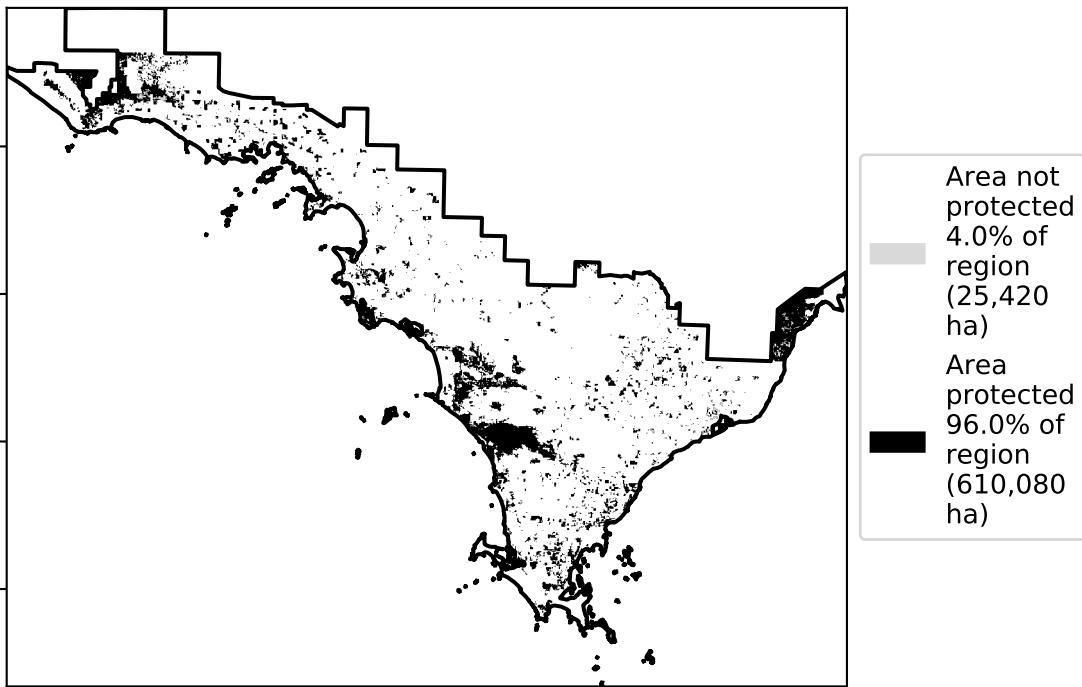 Area not
protected
4.0% of
region
(25,420
ha)
Area
protected
96.0% of
region
(610,080
ha)